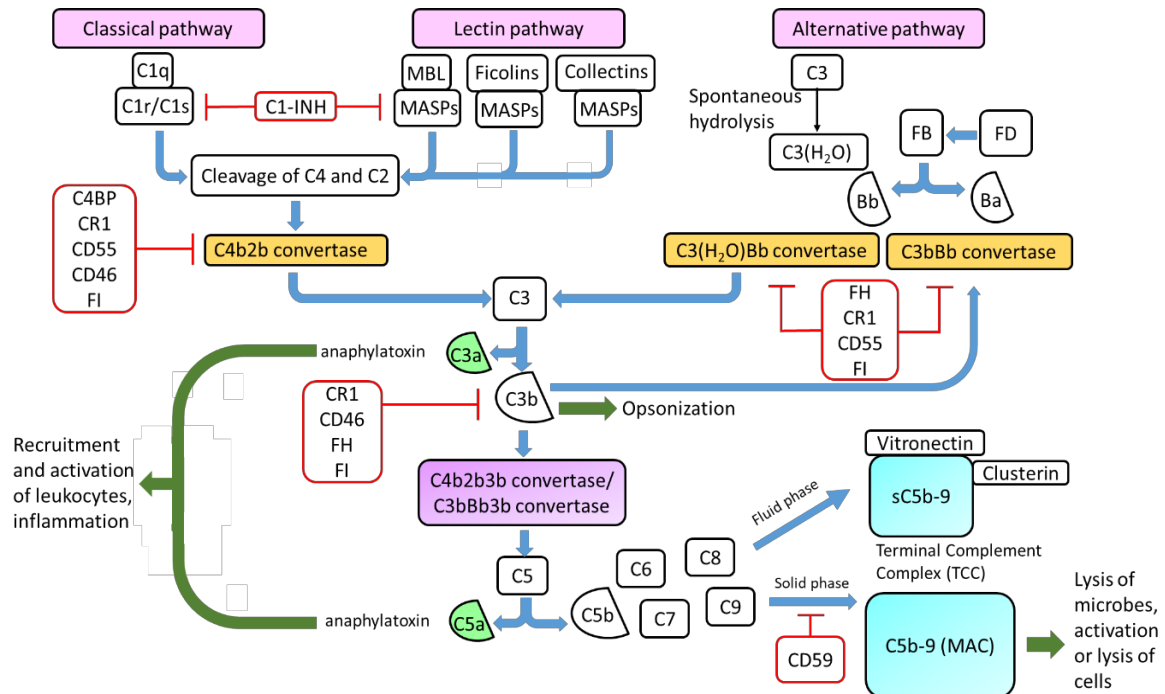 Classical pathway
Lectin pathway
Alternative pathway
C1q
C1r/C1s
C1-INH
MBL
MASPs
Ficolins
MASPs
Collectins
MASPs
C3
Spontaneous
hydrolysis
C3(H₂O)
FB
FD
Bb
Ba
Cleavage of C4 and C2
C4BP
CR1
CD55
CD46
FI
C4b2b convertase
C3(H₂O)Bb convertase
C3bBb convertase
C3
FH
CR1
CD55
FI
anaphylatoxin
C3a
CR1
CD46
FH
FI
C3b
Opsonization
Recruitment
and activation
of leukocytes,
inflammation
C4b2b3b convertase/
C3bBb3b convertase
Vitronectin
Clusterin
sC5b-9
Fluid phase
Terminal Complement
Complex (TCC)
C5
C6
C8
C7
C9
C5b
anaphylatoxin
C5a
Solid phase
CD59
C5b-9 (MAC)
Lysis of
microbes,
activation
or lysis of
cells